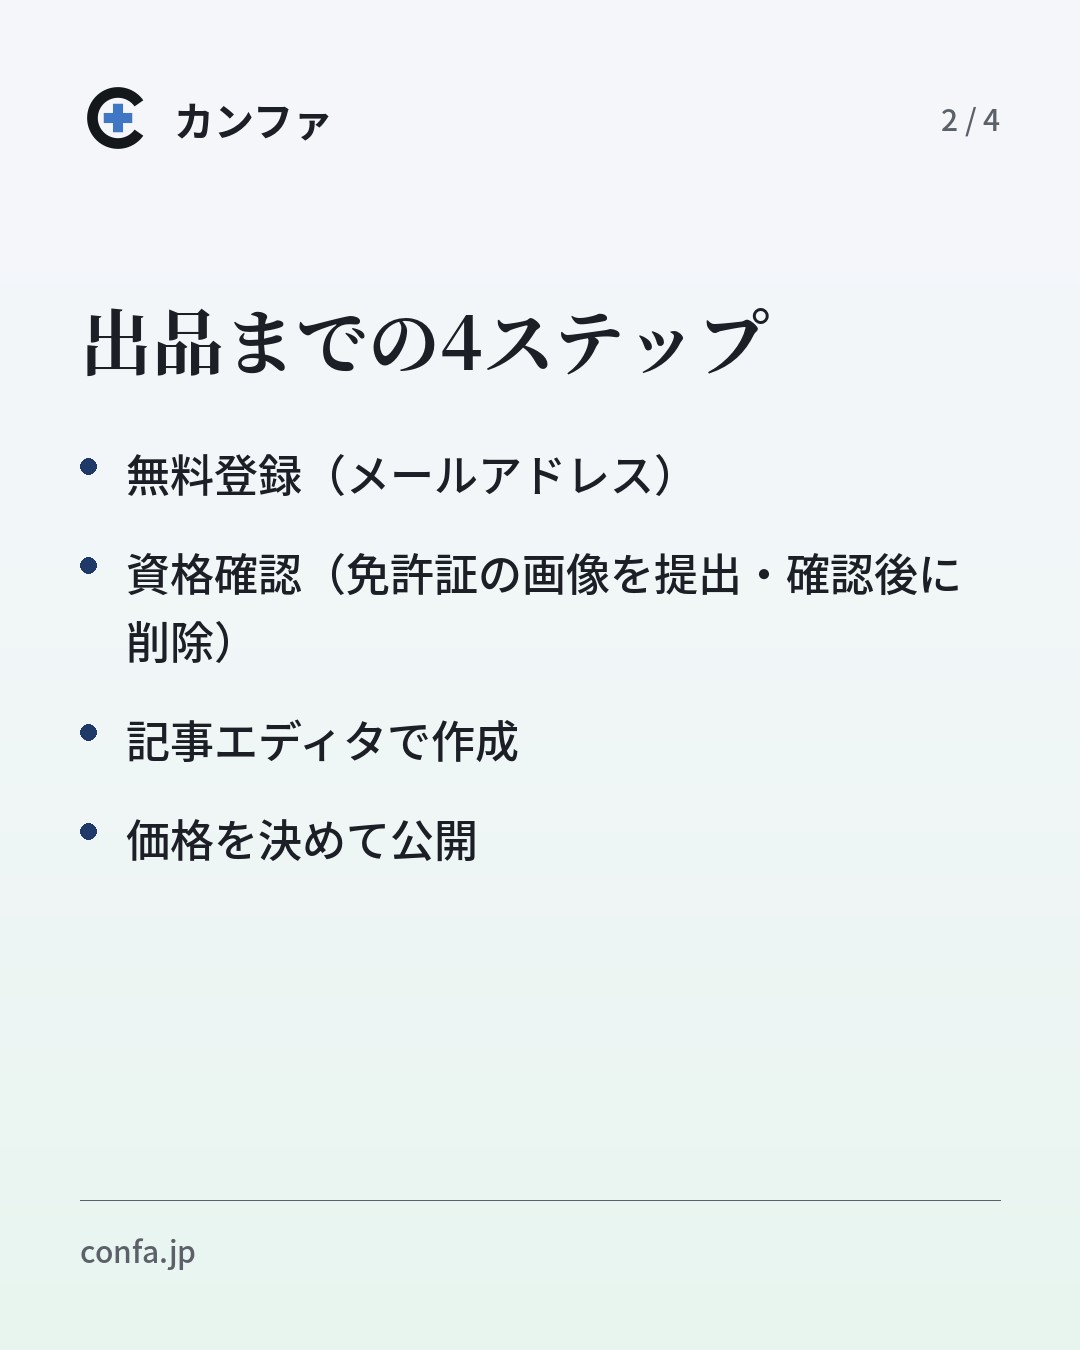 カンファ
2 / 4
出品までの4ステップ
無料登録（メールアドレス）
資格確認（免許証の画像を提出・確認後に
削除）
記事エディタで作成
価格を決めて公開
confa.jp